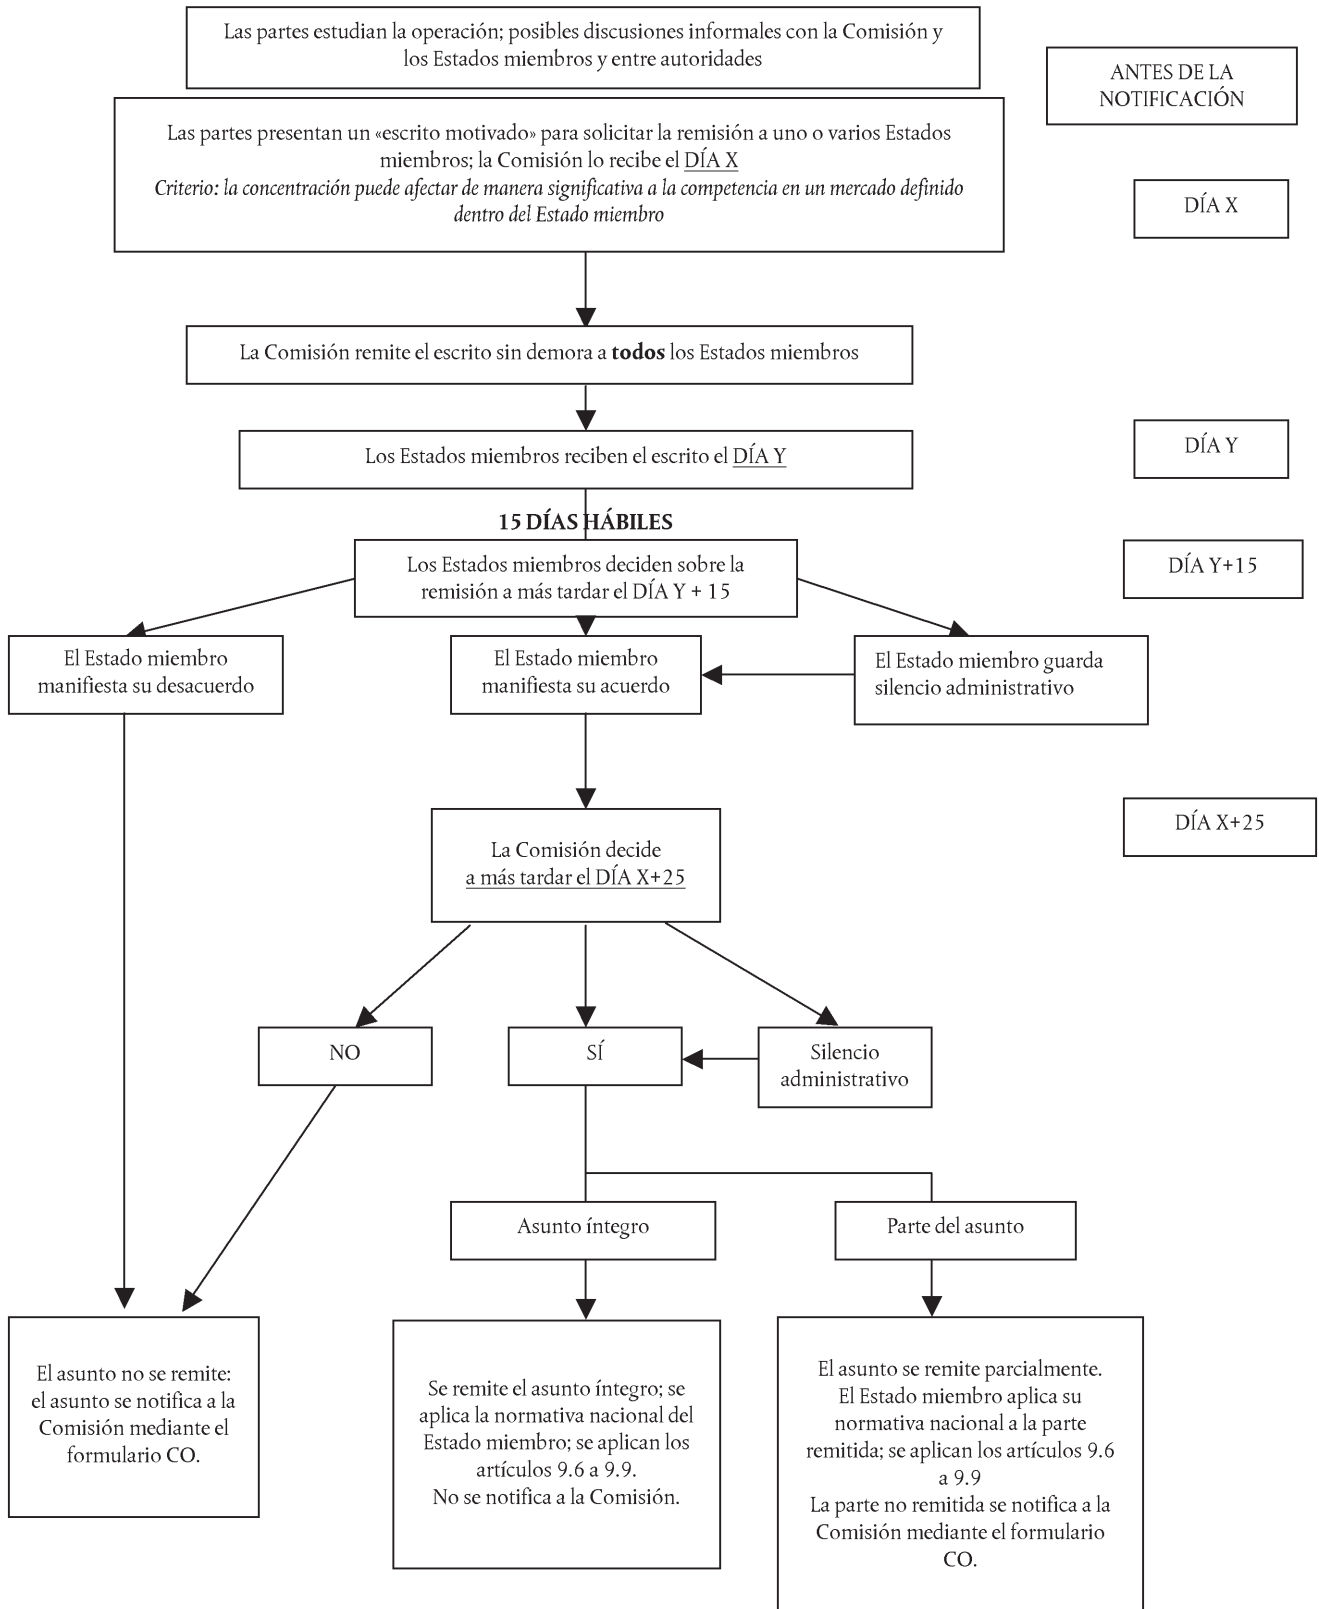 Las partes estudian la operación; posibles discusiones informales con la Comisión y
los Estados miembros y entre autoridades
ANTES DE LA
NOTIFICACIÓN
Las partes presentan un «escrito motivado» para solicitar la remisión a uno o varios Estados
miembros; la Comisión lo recibe el DÍA X
Criterio: la concentración puede afectar de manera significativa a la competencia en un mercado definido
dentro del Estado miembro
DÍA X
La Comisión remite el escrito sin demora a todos los Estados miembros
Los Estados miembros reciben el escrito el DÍA Y
DÍA Y
15 DÍAS HÁBILES
Los Estados miembros deciden sobre la
remisión a más tardar el DÍA Y + 15
DÍA Y+15
El Estado miembro
manifiesta su desacuerdo
El Estado miembro
manifiesta su acuerdo
El Estado miembro guarda
silencio administrativo
DÍA X+25
La Comisión decide
a más tardar el DÍA X+25
NO
SÍ
Silencio
administrativo
Asunto íntegro
Parte del asunto
El asunto no se remite:
el asunto se notifica a la
Comisión mediante el
formulario CO.
Se remite el asunto íntegro; se
aplica la normativa nacional del
Estado miembro; se aplican los
artículos 9.6 a 9.9.
No se notifica a la Comisión.
El asunto se remite parcialmente.
El Estado miembro aplica su
normativa nacional a la parte
remitida; se aplican los artículos 9.6
a 9.9
La parte no remitida se notifica a la
Comisión mediante el formulario
CO.